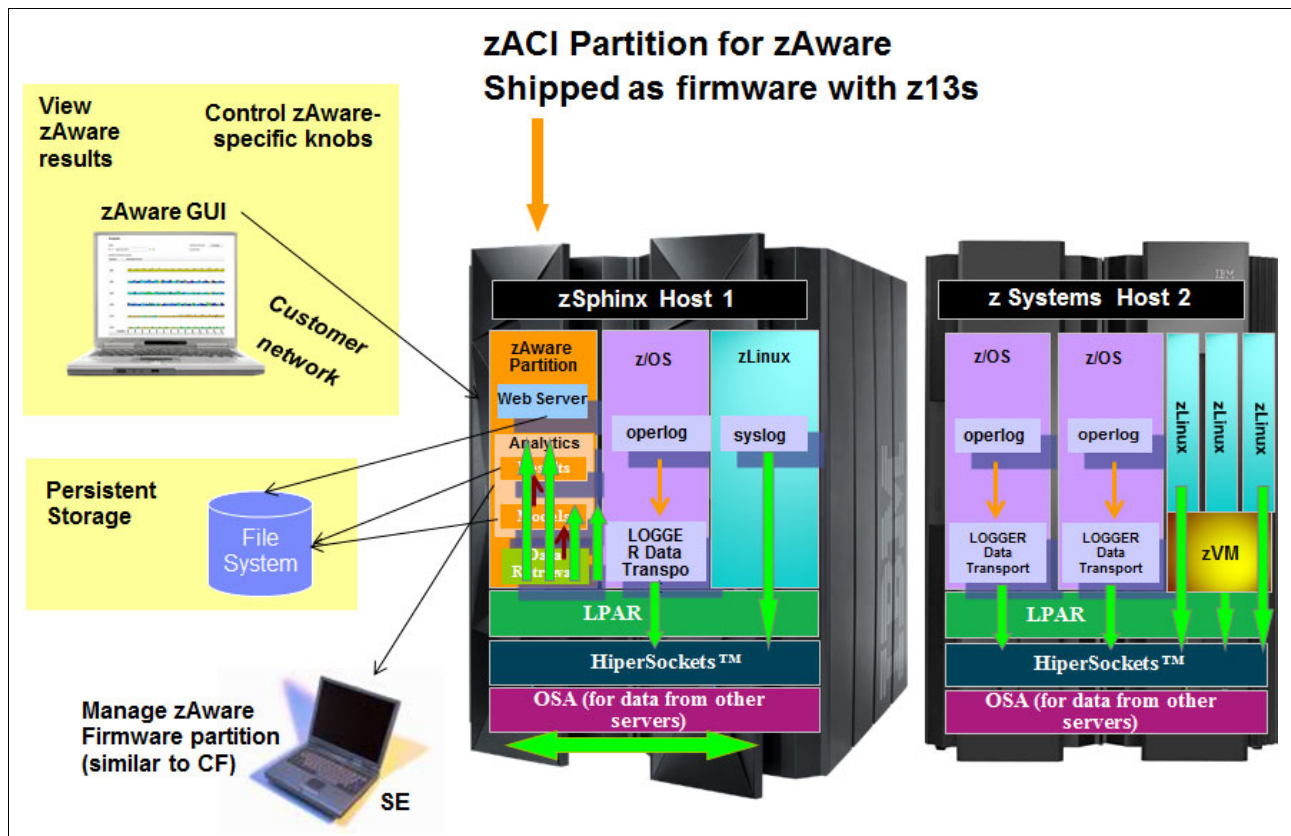 zACI Partition for zAware
Shipped as firmware with z13s
View
zAware
results
Control zAware-
specific knobs
zAware GUI
Customer
network
Persistent
Storage
File
System
Manage zAware
Firmware partition
(similar to CF)
SE
zSphinx Host 1
zAware
Partition
Web Server
Analytics
Results
Models
Data
z/OS
operlog
LOGGE
R Data
Transpo
zLinux
syslog
LPAR
HiperSockets™
OSA (for data from other
servers)
IBM
z Systems Host 2
z/OS
operlog
LOGGER
Data
Transport
z/OS
operlog
LOGGER
Data
Transport
zLinux
zLinux
zLinux
zVM
LPAR
HiperSockets™
OSA (for data from other
servers)